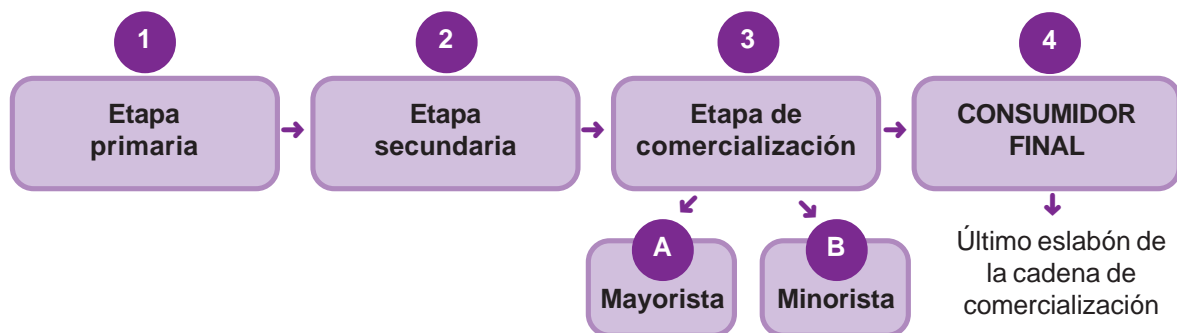 1
Etapa
primaria
2
Etapa
secundaria
3
Etapa de
comercialización
4
CONSUMIDOR
FINAL
A
Mayorista
B
Minorista
Último eslabón de
la cadena de
comercialización